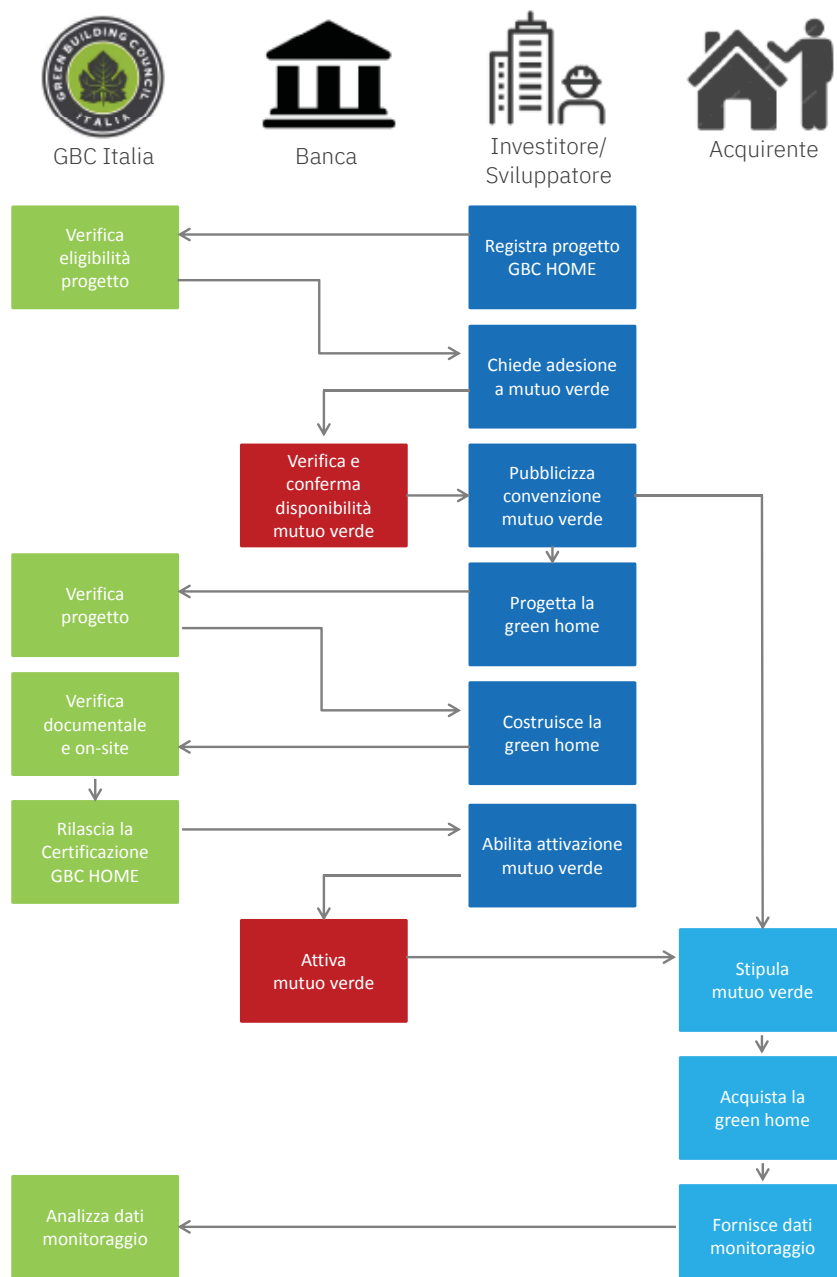 GREEN BUILDING COUNCIL
ITALIA
GBC Italia
Banca
Investitore/
Sviluppatore
Acquirente
Verifica
eligibilità
progetto
Registra progetto
GBC HOME
Chiede adesione
a mutuo verde
Verifica e
conferma
disponibilità
mutuo verde
Pubblicizza
convenzione
mutuo verde
Verifica
progetto
Progetta la
green home
Verifica
documentale
e on-site
Costruisce la
green home
Rilascia la
Certificazione
GBC HOME
Abilita attivazione
mutuo verde
Attiva
mutuo verde
Stipula
mutuo verde
Acquista la
green home
Analizza dati
monitoraggio
Fornisce dati
monitoraggio